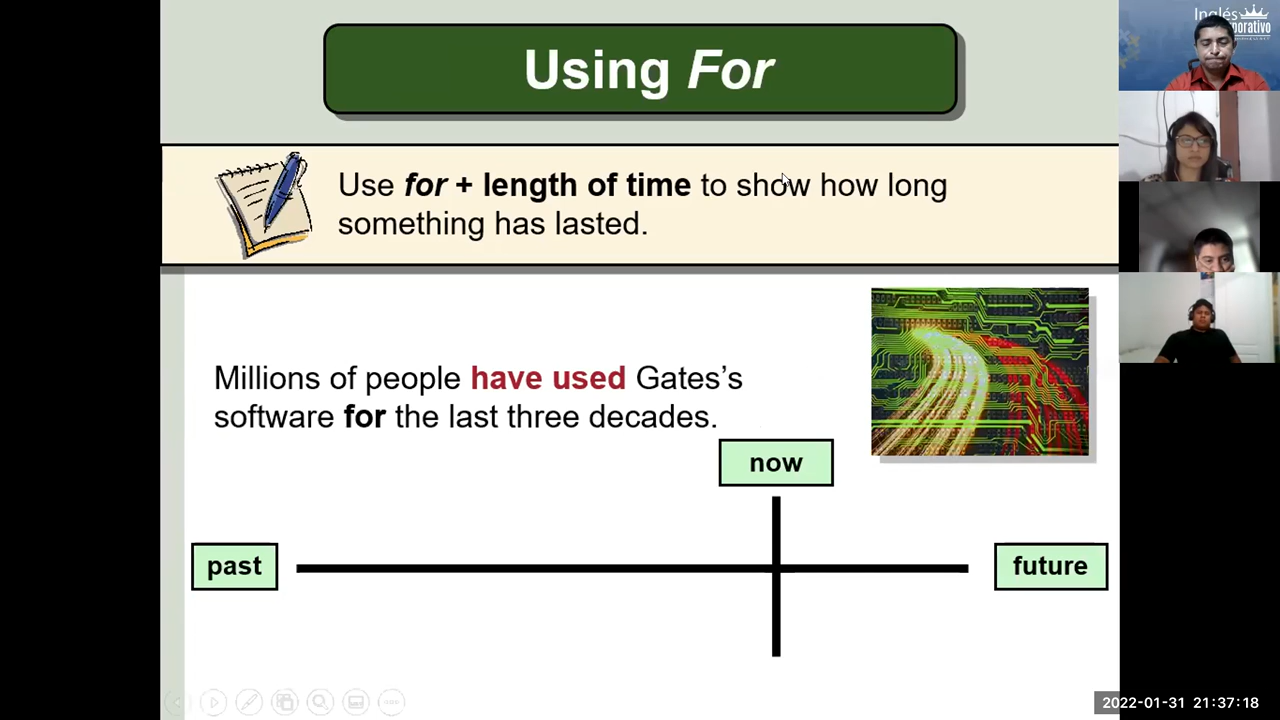 Using For
Use for + length of time to show how long
something has lasted.
Millions of people have used Gates’s
software for the last three decades.
now
past
future
Inglés
2022-01-31 21:37:18